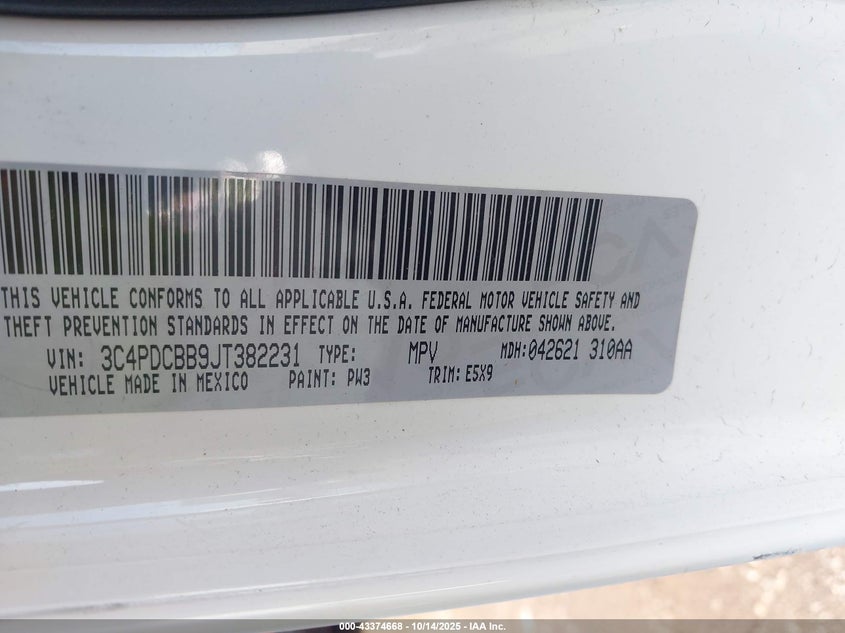 THIS VEHICLE CONFORMS TO ALL APPLICABLE U.S.A. FEDERAL MOTOR VEHICLE SAFETY AND
THEFT PREVENTION STANDARDS IN EFFECT ON THE DATE OF MANUFACTURE SHOWN ABOVE.
VIN: 3C4PDCBB9JT382231 TYPE: MPV MDH:042621 310AA
VEHICLE MADE IN MEXICO PAINT: PW3 TRIM: E5X9
000-43374668 - 10/14/2025 - IAA Inc.